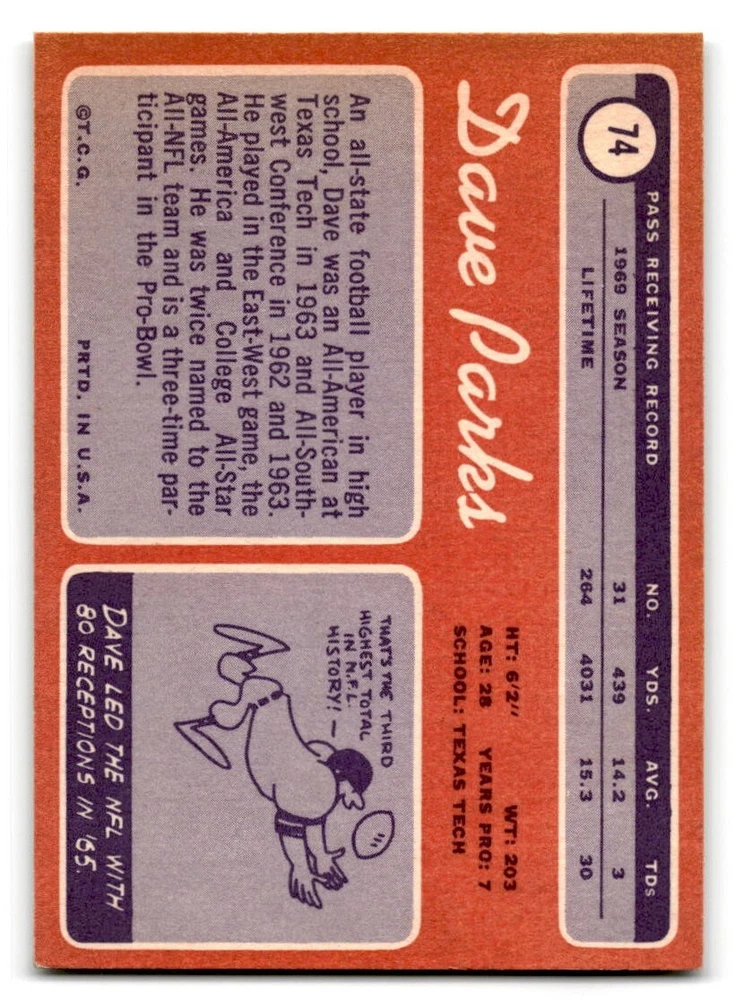 74
PASS RECEIVING RECORD NO. YDS. AVG. TDs
1969 SEASON 31 439 14.2 3
LIFETIME 264 4031 15.3 30
Dave Parks
HT: 6'2" WT: 203
AGE: 28 YEARS PRO: 7
SCHOOL: TEXAS TECH
An all-state football player in high
school, Dave was an All-American at
Texas Tech in 1963 and All-South-
west Conference in 1962 and 1963.
He played in the East-West game, the
All-America and College All-Star
games. He was twice named to the
All-NFL team and is a three-time par-
ticipant in the Pro-Bowl.
©T.C.G. PRTD. IN U.S.A.
THAT'S THE THIRD
HIGHEST TOTAL
IN N.F.L.
HISTORY!
DAVE LED THE NFL WITH
80 RECEPTIONS IN '65.